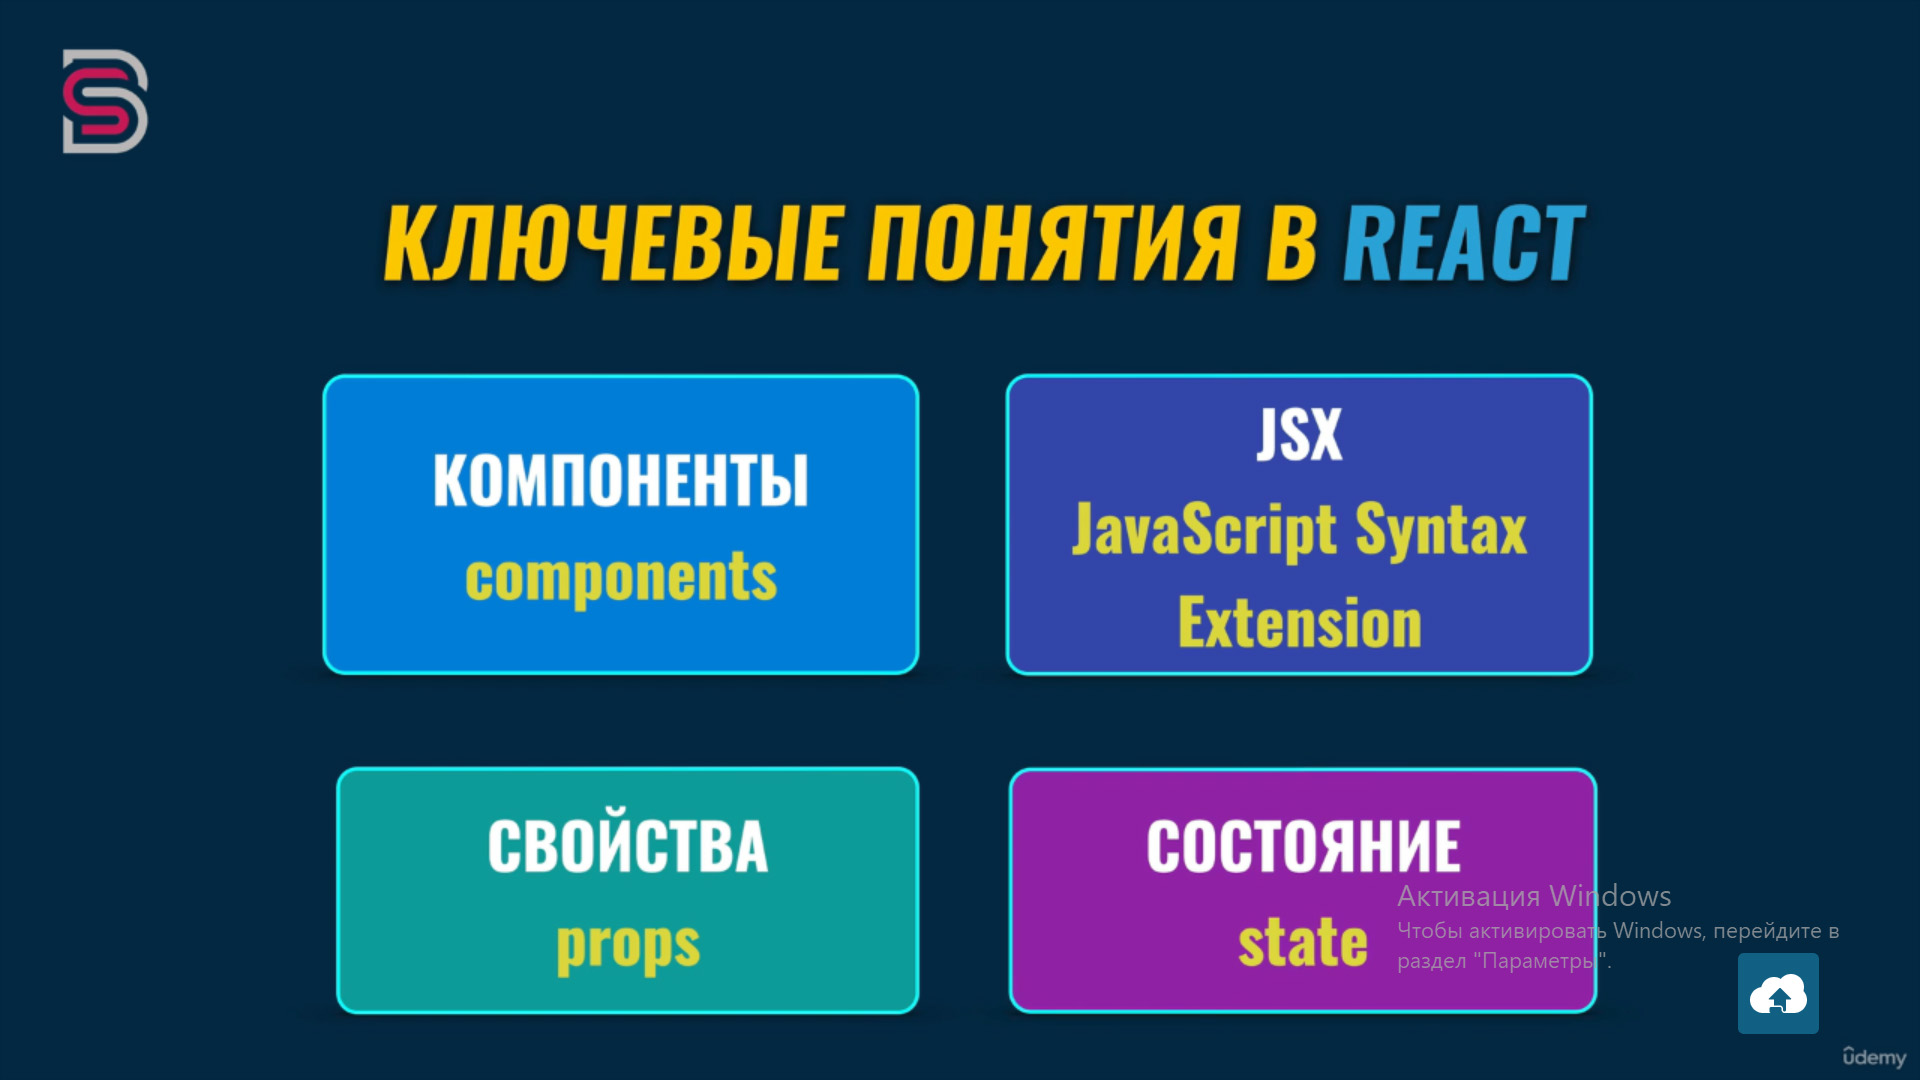 КЛЮЧЕВЫЕ ПОНЯТИЯ В REACT
КОМПОНЕНТЫ
components
JSX
JavaScript Syntax
Extension
СВОЙСТВА
props
СОСТОЯНИЕ
state
Активация Windows
Чтобы активировать Windows, перейдите в
раздел "Параметры".
ûdemy